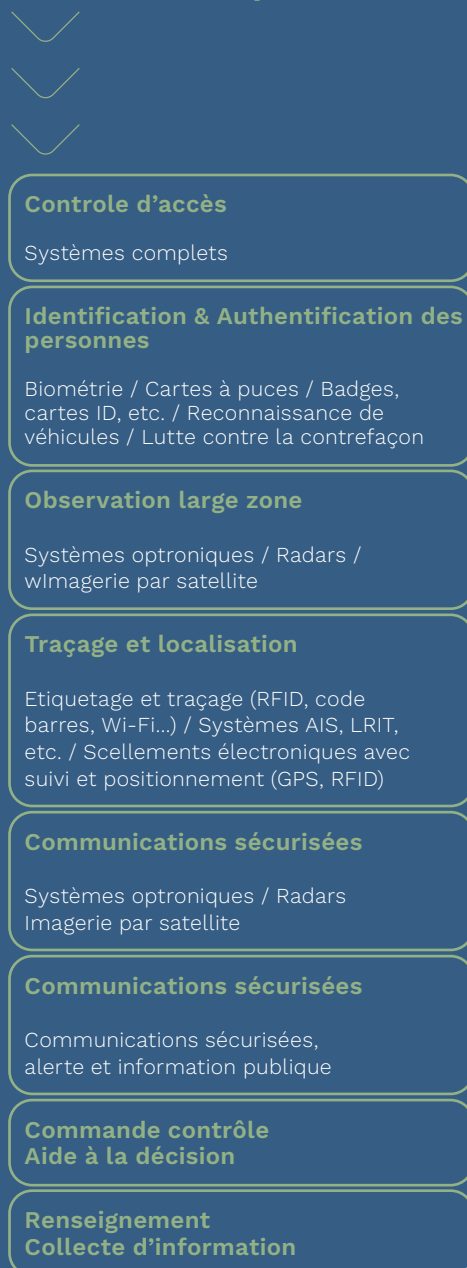 Controle d'accès
Systèmes complets
Identification & Authentification des
personnes
Biométrie / Cartes à puces / Badges,
cartes ID, etc. / Reconnaissance de
véhicules / Lutte contre la contrefaçon
Observation large zone
Systèmes optroniques / Radars /
wImagerie par satellite
Traçage et localisation
Etiquetage et traçage (RFID, code
barres, Wi-Fi...) / Systèmes AIS, LRIT,
etc. / Scellements électroniques avec
suivi et positionnement (GPS, RFID)
Communications sécurisées
Systèmes optroniques / Radars
Imagerie par satellite
Communications sécurisées
Communications sécurisées,
alerte et information publique
Commande contrôle
Aide à la décision
Renseignement
Collecte d'information